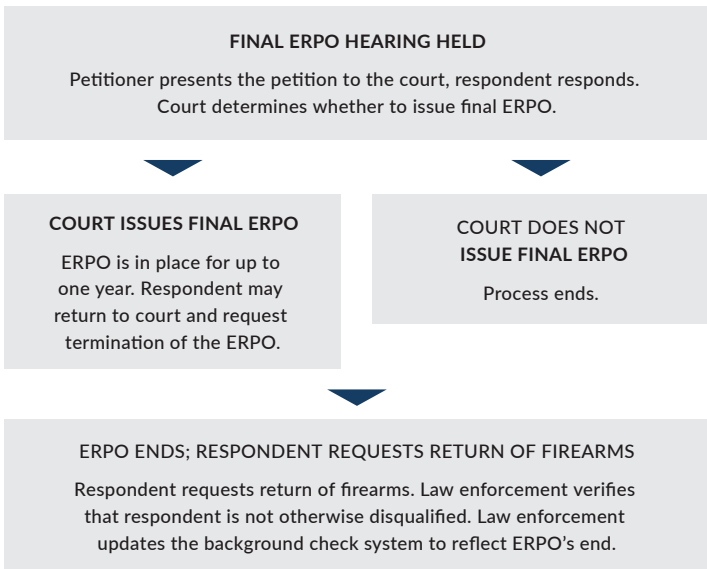 FINAL ERPO HEARING HELD
Petitioner presents the petition to the court, respondent responds.
Court determines whether to issue final ERPO.
COURT ISSUES FINAL ERPO
ERPO is in place for up to
one year. Respondent may
return to court and request
termination of the ERPO.
COURT DOES NOT
ISSUE FINAL ERPO
Process ends.
ERPO ENDS; RESPONDENT REQUESTS RETURN OF FIREARMS
Respondent requests return of firearms. Law enforcement verifies
that respondent is not otherwise disqualified. Law enforcement
updates the background check system to reflect ERPO’s end.